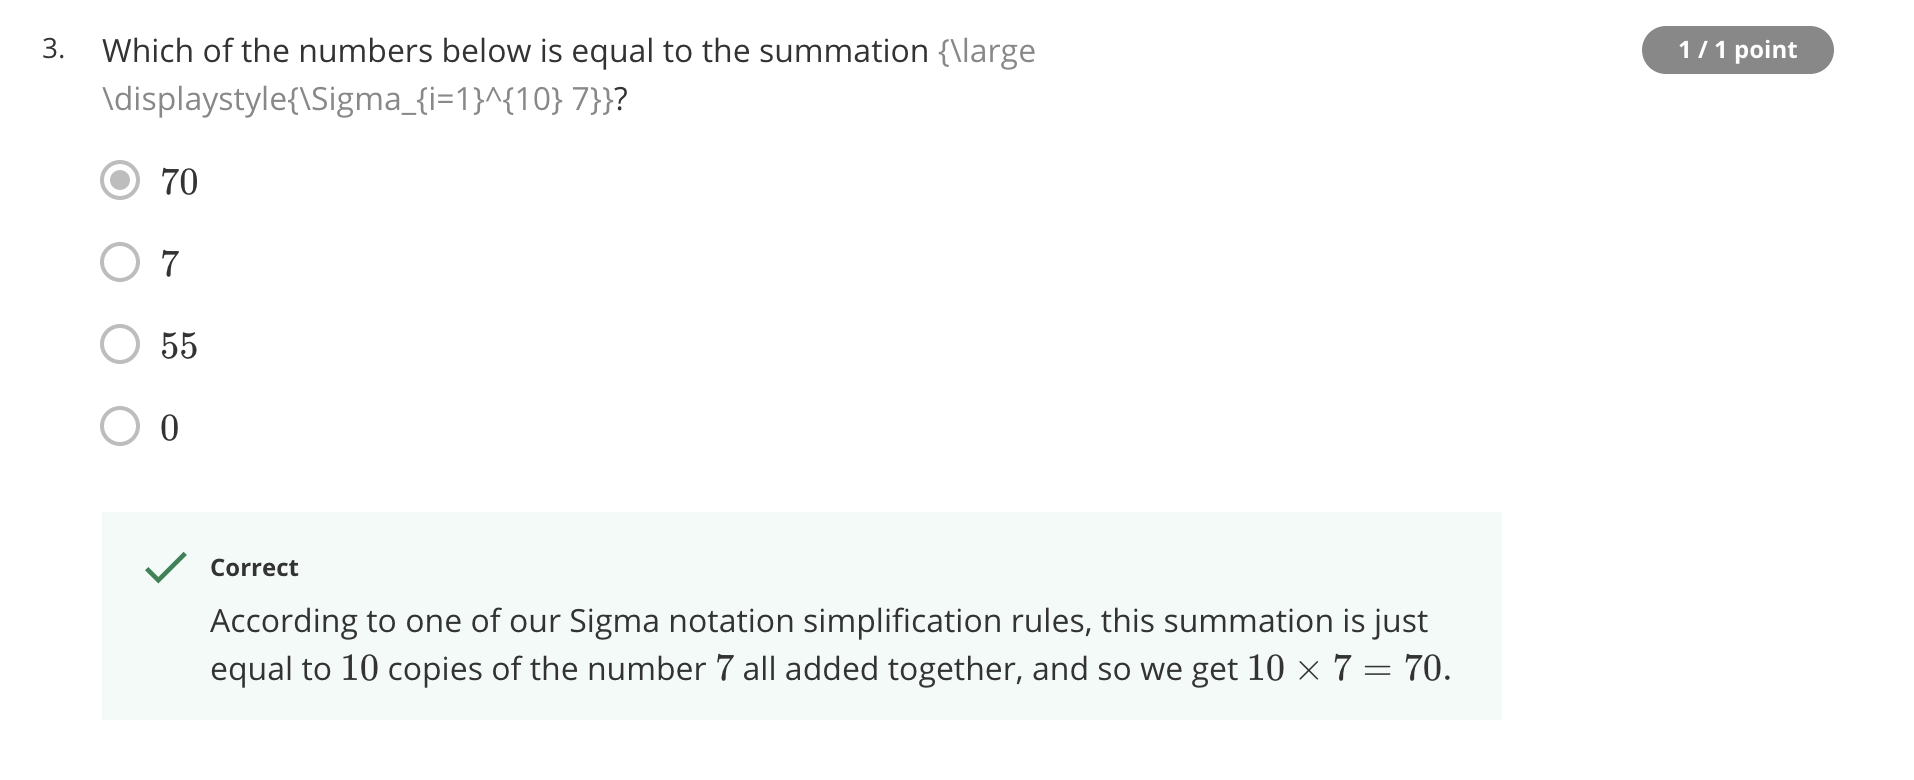 3. Which of the numbers below is equal to the summation {\large
1 / 1 point
\displaystyle{\Sigma_{i=1}^{10} 7}}?
70
7
55
0
Correct
According to one of our Sigma notation simplification rules, this summation is just
equal to 10 copies of the number 7 all added together, and so we get 10 × 7 = 70.